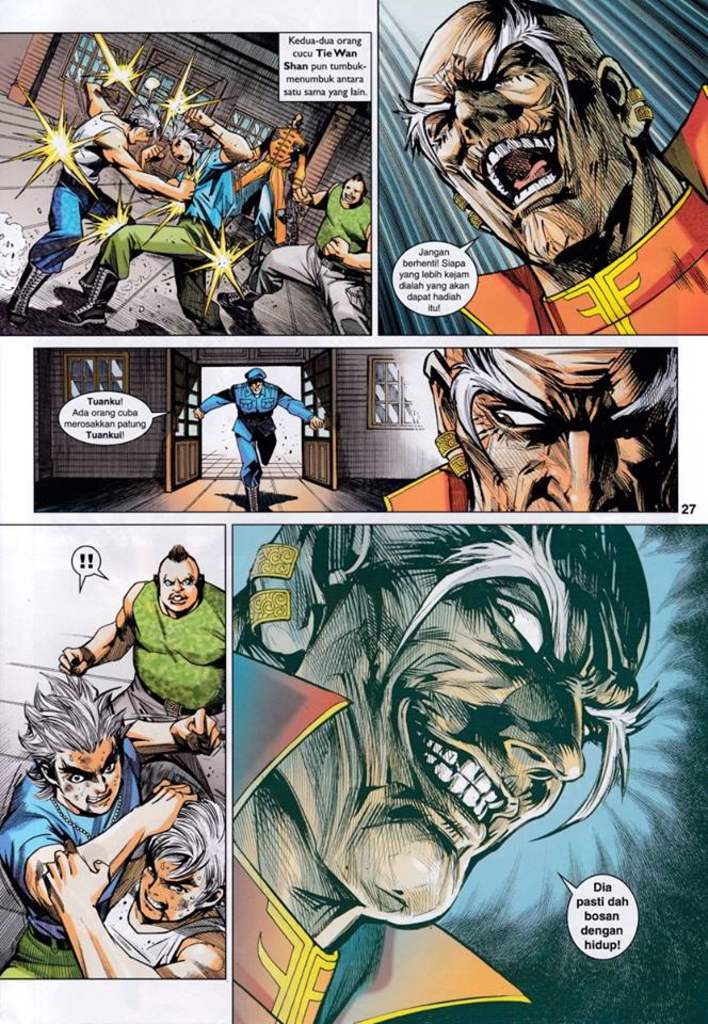 Kedua-dua orang
cucu Tie Wan
Shan pun tumbuk-
menumbuk antara
satu sama yang lain.
Jangan
berhenti! Siapa
yang lebih kejam
dialah yang akan
dapat hadiah
itu!
Tuanku!
Ada orang cuba
merosakkan patung
Tuankui!
27
!!
Dia
pasti dah
bosan
dengan
hidup!